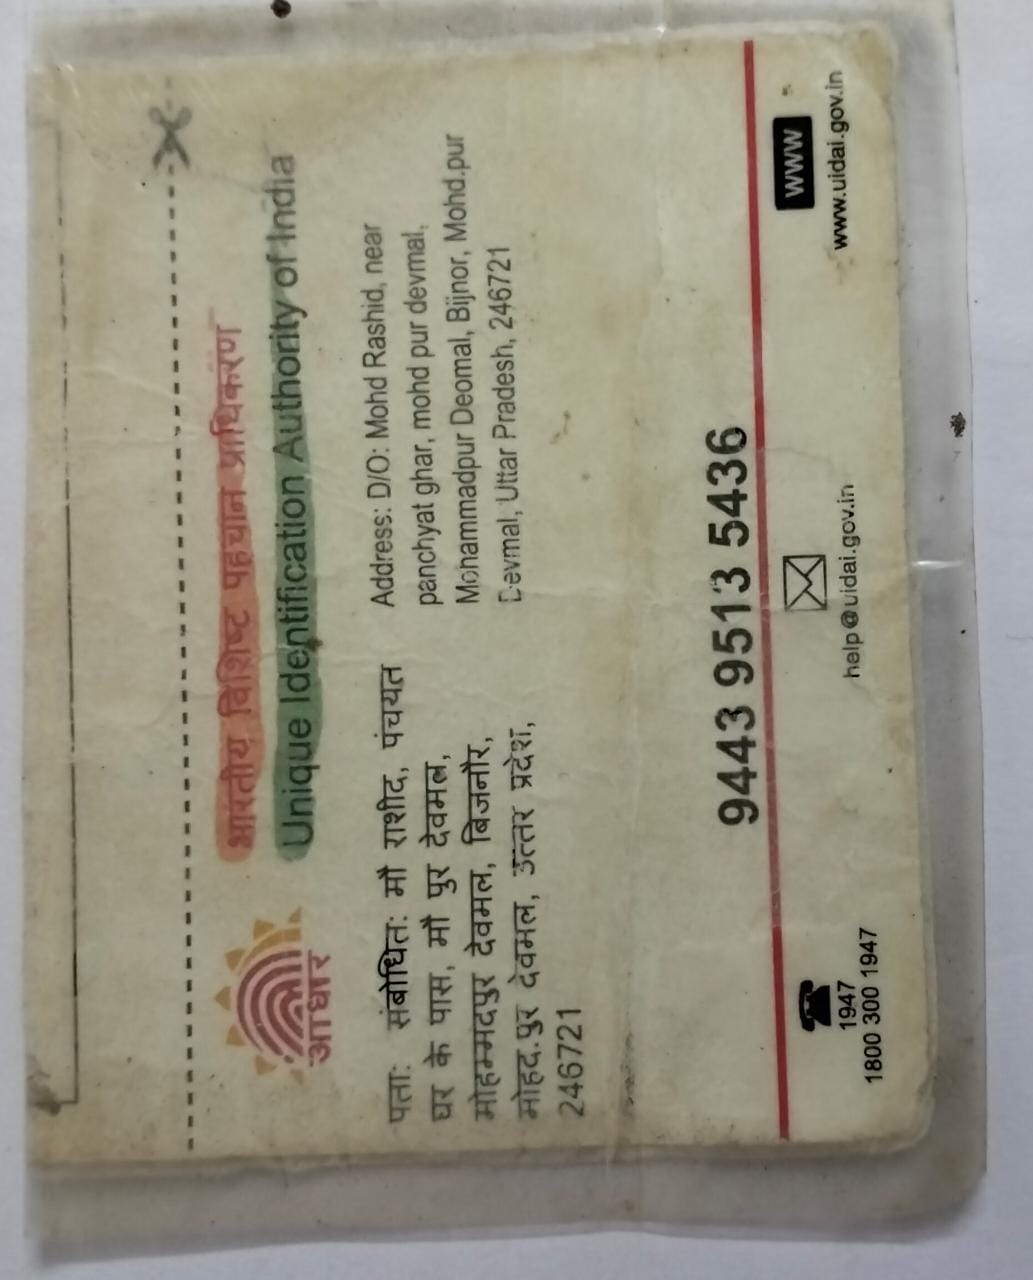 भारतीय विशिष्ट पहचान प्राधिकरण
Unique Identification Authority of India
आधार
पता: संबोधित: मौ राशीद, पंचयत
घर के पास, मौ पुर देवमल,
मोहम्मदपुर देवमल, बिजनौर,
मोहद.पुर देवमल, उत्तर प्रदेश,
246721
Address: D/O: Mohd Rashid, near
panchyat ghar, mohd pur devmal,
Mohammadpur Deomal, Bijnor, Mohd.pur
Devmal, Uttar Pradesh, 246721
9443 9513 5436
1947
1800 300 1947
help@uidai.gov.in
WWW
www.uidai.gov.in